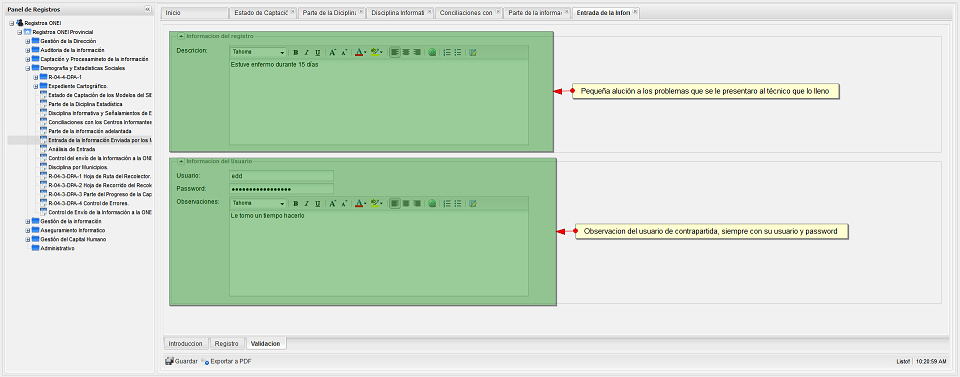 Panel de Registros
Registros ONEI
Registros ONEI Provincial
Gestión de la Dirección
Auditoria de la información
Captación y Procesamineto de la información
Demografia y Estadisticas Sociales
R-04-4-DPA-1
Expediente Cartográfico.
Estado de Captación de los Modelos del SIE
Parte de la Diciplina Estadística
Disciplina Informativa y Señalamientos de E
Conciliaciones con los Centros Informantes
Parte de la información adelantada
Entrada de la Información Enviada por los M
Análisis de Entrada
Control del envío de la Información a la ONE
Disciplina por Municipios.
R-04-3-DPA-1 Hoja de Ruta del Recolector.
R-04-3-DPA-2 Hoja de Recorrido del Recole
R-04-3-DPA-3 Parte del Progreso de la Cap
R-04-3-DPA-4 Control de Errores.
Control de Envío de la Información a la ONE
Gestión de la información
Aseguramiento Informatico
Gestión del Capital Humano
Administrativo
Inicio
Estado de Captació
Parte de la Diciplina
Disciplina Informati
Conciliaciones con
Parte de la informa
Entrada de la Infon
Informacion del registro
Descricion:
Tahoma
B I U A A A
Estuve enfermo durante 15 días
Pequeña alución a los problemas que se le presentaro al técnico que lo lleno
Informacion del Usuario
Usuario:
edd
Password:
•••••••••••••••••
Observaciones:
Tahoma
B I U A A A
Le tomo un tiempo hacerlo
Observacion del usuario de contrapartida, siempre con su usuario y password
Introduccion
Registro
Validacion
Guardar
Exportar a PDF
Listo!
10:20:59 AM